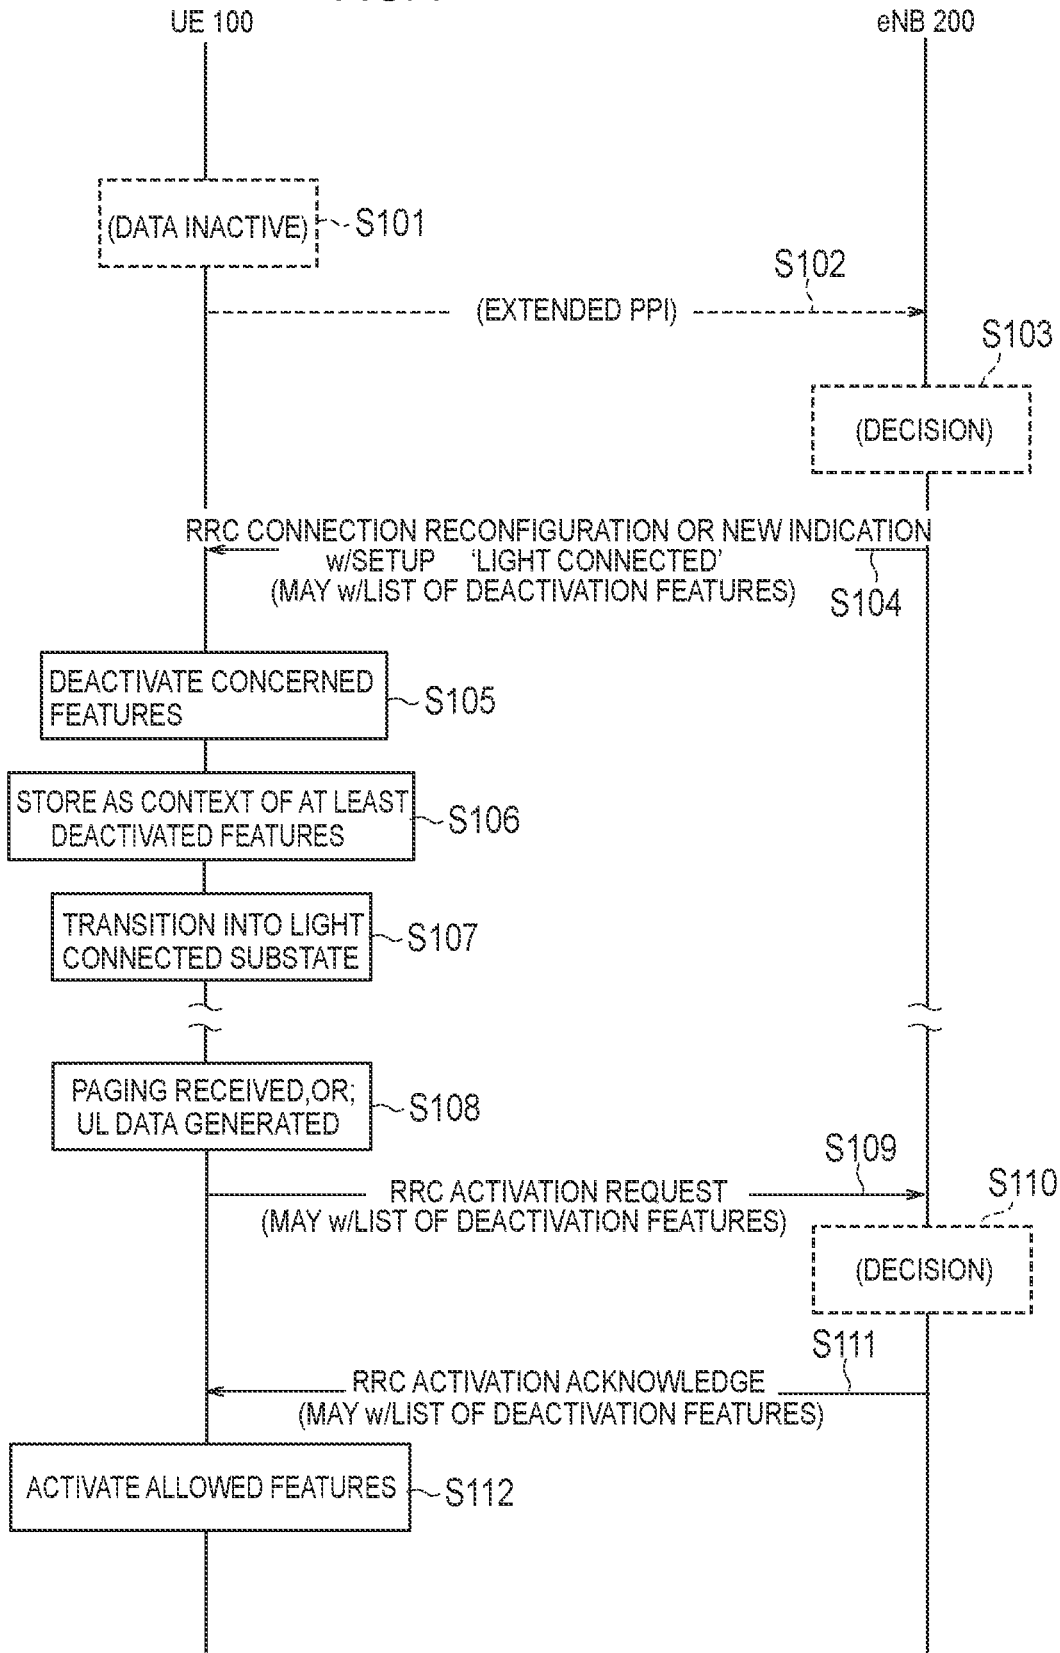 UE 100
eNB 200
(DATA INACTIVE)
S101
S102
(EXTENDED PPI)
S103
(DECISION)
RRC CONNECTION RECONFIGURATION OR NEW INDICATION
w/SETUP 'LIGHT CONNECTED'
(MAY w/LIST OF DEACTIVATION FEATURES)
S104
DEACTIVATE CONCERNED
FEATURES
S105
STORE AS CONTEXT OF AT LEAST
DEACTIVATED FEATURES
S106
TRANSITION INTO LIGHT
CONNECTED SUBSTATE
S107
PAGING RECEIVED,OR;
UL DATA GENERATED
S108
S109
RRC ACTIVATION REQUEST
(MAY w/LIST OF DEACTIVATION FEATURES)
S110
(DECISION)
S111
RRC ACTIVATION ACKNOWLEDGE
(MAY w/LIST OF DEACTIVATION FEATURES)
ACTIVATE ALLOWED FEATURES
S112